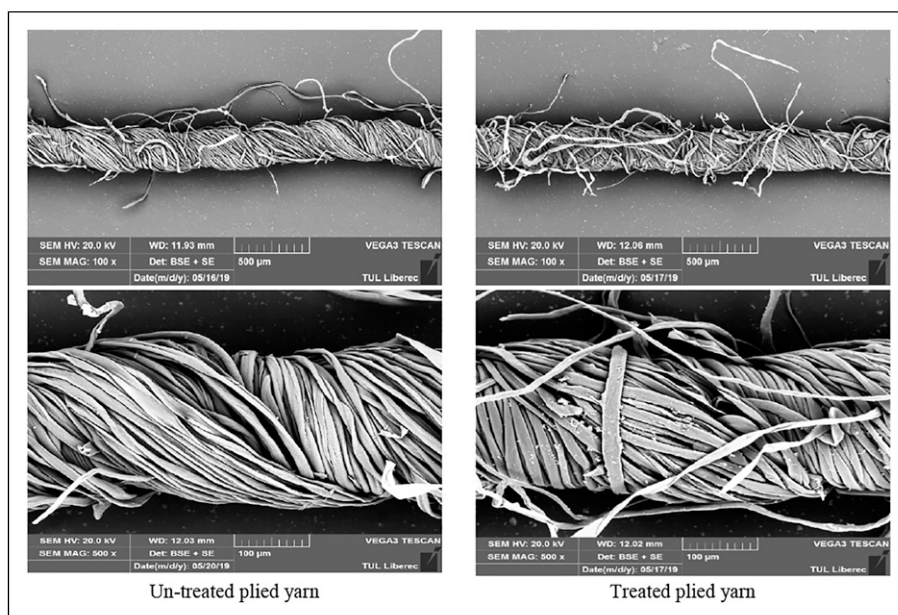 SEM HV: 20.0 kV WD: 11.93 mm VEGA3 TESCAN
SEM MAG: 100 x Det: BSE + SE 500 µm
Date(m/d/y): 05/16/19 TUL Liberec
SEM HV: 20.0 kV WD: 12.06 mm VEGA3 TESCAN
SEM MAG: 100 x Det: BSE + SE 500 µm
Date(m/d/y): 05/17/19 TUL Liberec
SEM HV: 20.0 kV WD: 12.03 mm VEGA3 TESCAN
SEM MAG: 500 x Det: BSE + SE 100 µm
Date(m/d/y): 05/20/19 TUL Liberec
SEM HV: 20.0 kV WD: 12.02 mm VEGA3 TESCAN
SEM MAG: 500 x Det: BSE + SE 100 µm
Date(m/d/y): 05/17/19 TUL Liberec
Un-treated plied yarn
Treated plied yarn